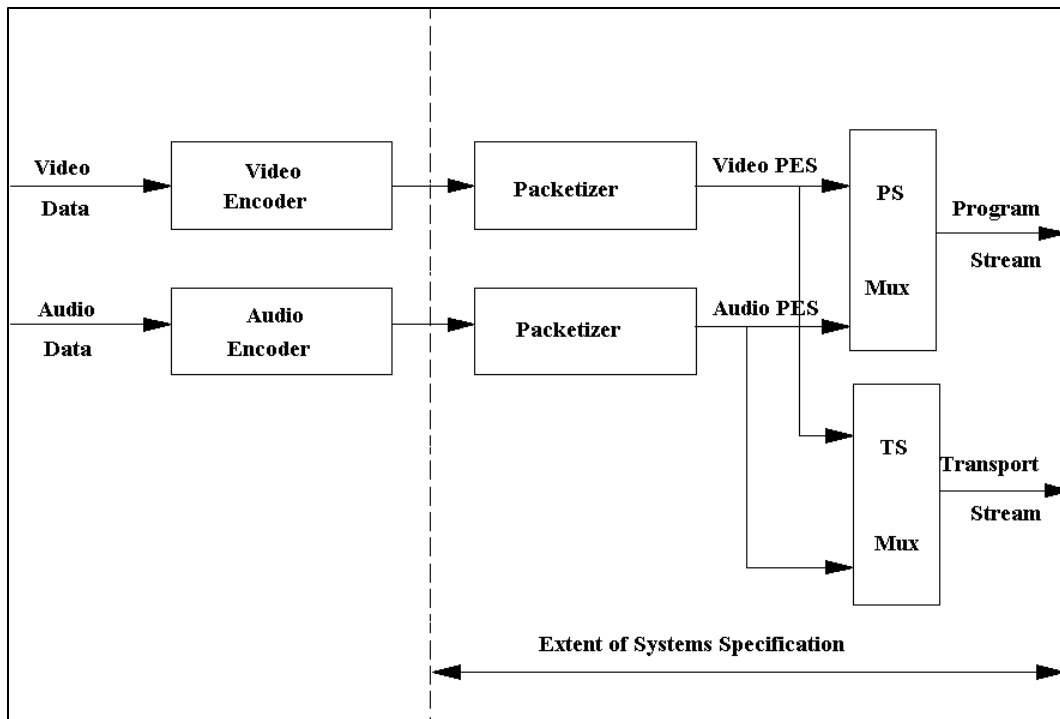 Video
Data
Video
Encoder
Packetizer
Video PES
PS
Mux
Program
Stream
Audio
Data
Audio
Encoder
Packetizer
Audio PES
TS
Mux
Transport
Stream
Extent of Systems Specification